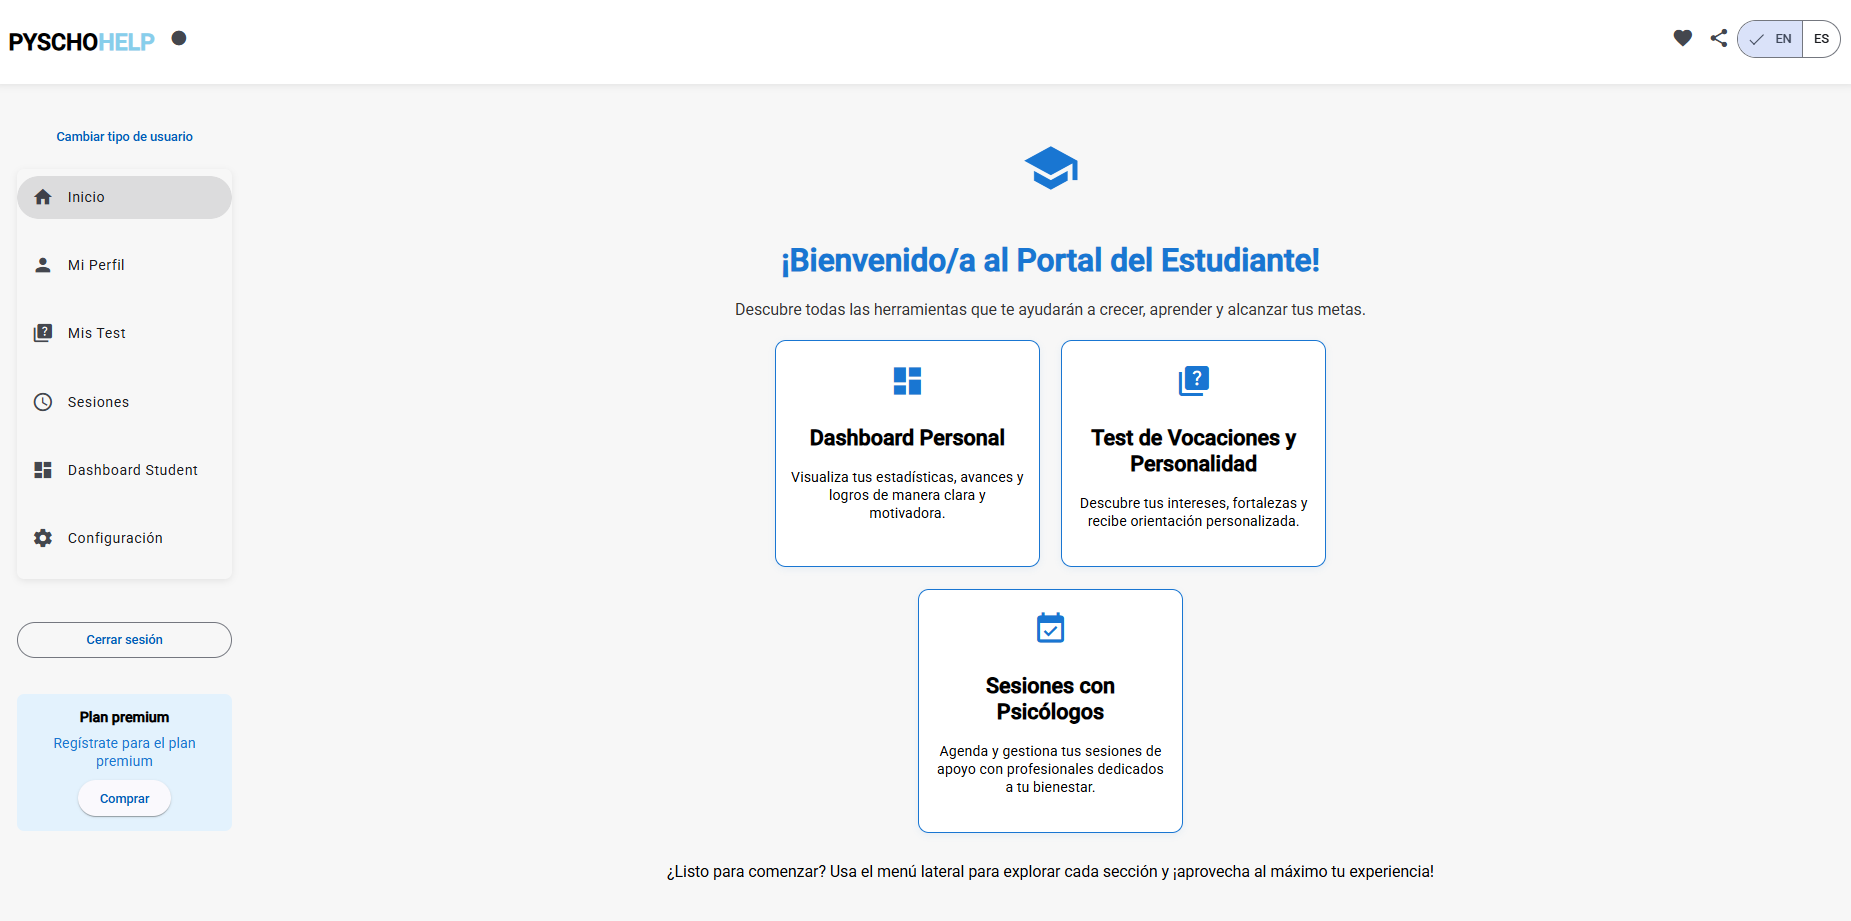 PYSCHOHELP
EN
ES
Cambiar tipo de usuario
Inicio
Mi Perfil
Mis Test
Sesiones
Dashboard Student
Configuración
Cerrar sesión
Plan premium
Regístrate para el plan
premium
Comprar
¡Bienvenido/a al Portal del Estudiante!
Descubre todas las herramientas que te ayudarán a crecer, aprender y alcanzar tus metas.
Dashboard Personal
Visualiza tus estadísticas, avances y
logros de manera clara y
motivadora.
?
Test de Vocaciones y
Personalidad
Descubre tus intereses, fortalezas y
recibe orientación personalizada.
Sesiones con
Psicólogos
Agenda y gestiona tus sesiones de
apoyo con profesionales dedicados
a tu bienestar.
¿Listo para comenzar? Usa el menú lateral para explorar cada sección y ¡aprovecha al máximo tu experiencia!